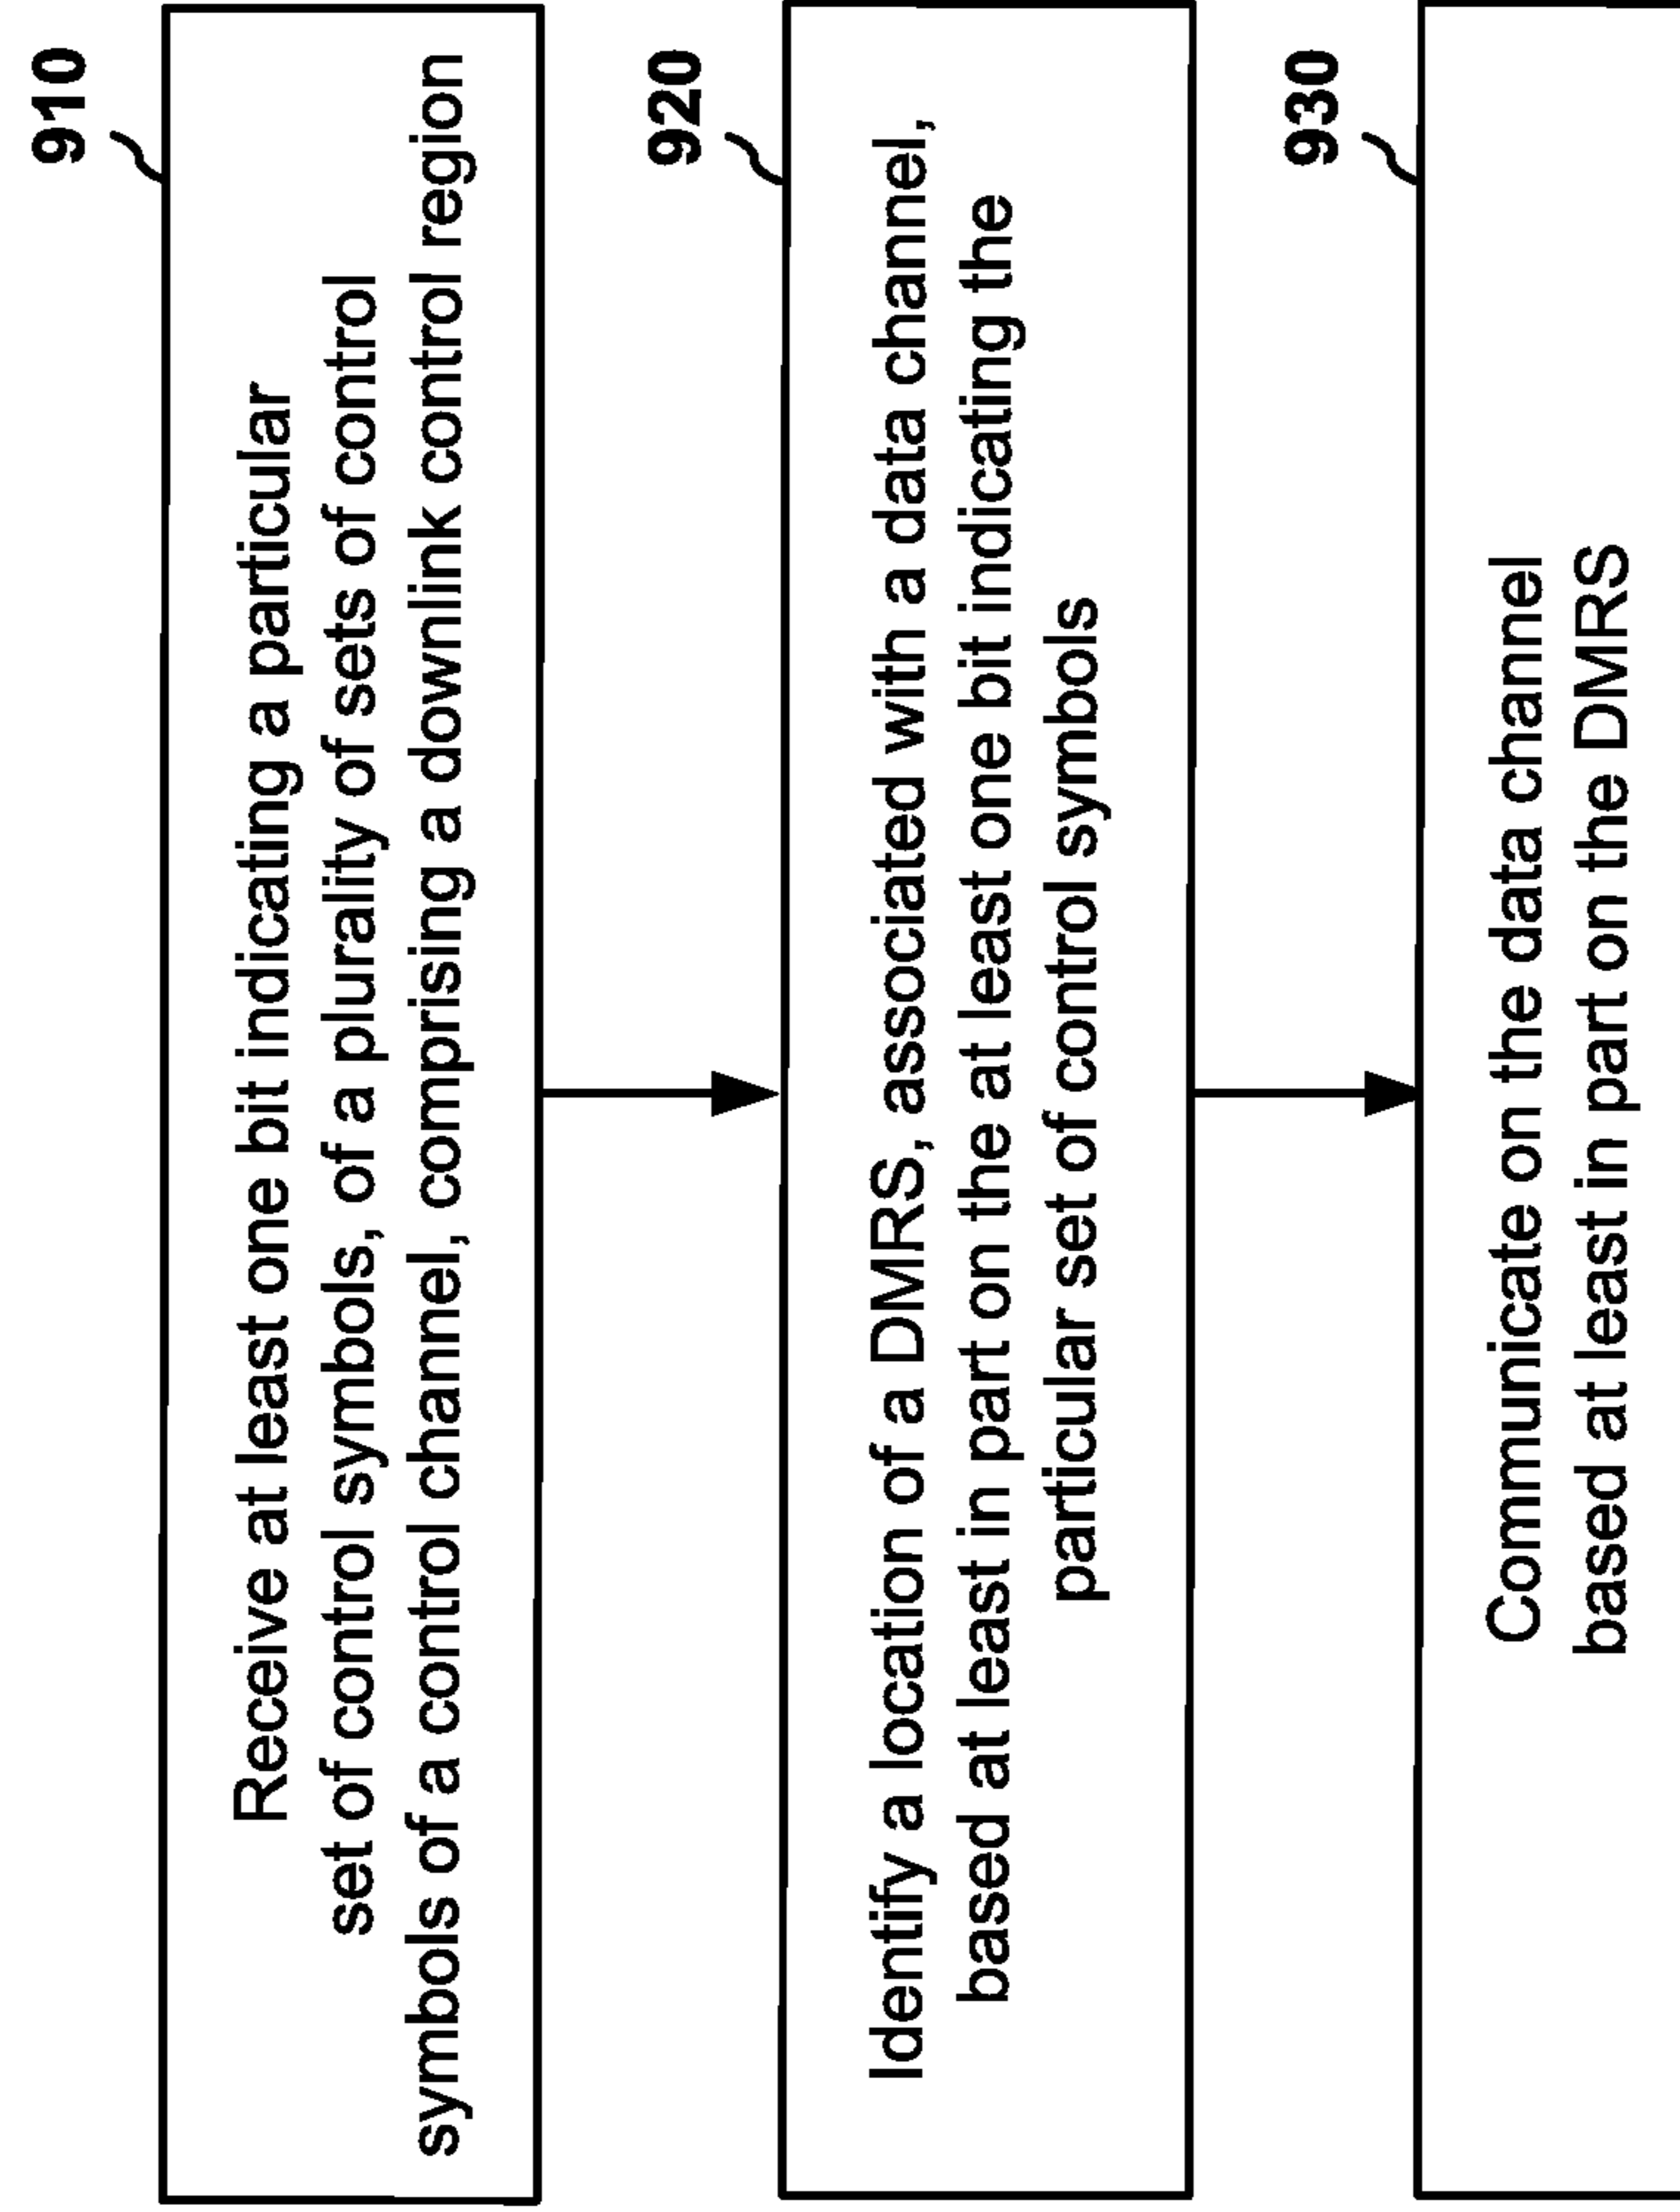 910
Receive at least one bit indicating a particular
set of control symbols, of a plurality of sets of control
symbols of a control channel, comprising a downlink control region
920
Identify a location of a DMRS, associated with a data channel,
based at least in part on the at least one bit indicating the
particular set of control symbols
930
Communicate on the data channel
based at least in part on the DMRS